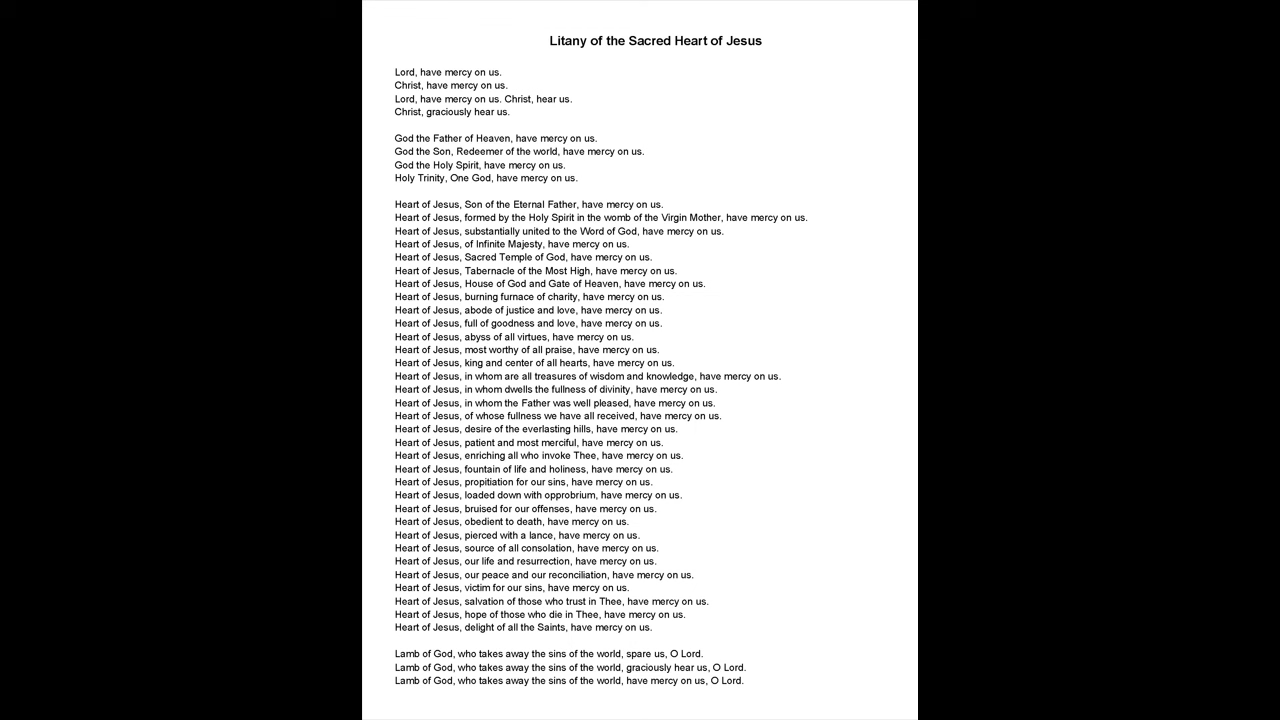 Litany of the Sacred Heart of Jesus
Lord, have mercy on us.
Christ, have mercy on us.
Lord, have mercy on us. Christ, hear us.
Christ, graciously hear us.
God the Father of Heaven, have mercy on us.
God the Son, Redeemer of the world, have mercy on us.
God the Holy Spirit, have mercy on us.
Holy Trinity, One God, have mercy on us.
Heart of Jesus, Son of the Eternal Father, have mercy on us.
Heart of Jesus, formed by the Holy Spirit in the womb of the Virgin Mother, have mercy on us.
Heart of Jesus, substantially united to the Word of God, have mercy on us.
Heart of Jesus, of Infinite Majesty, have mercy on us.
Heart of Jesus, Sacred Temple of God, have mercy on us.
Heart of Jesus, Tabernacle of the Most High, have mercy on us.
Heart of Jesus, House of God and Gate of Heaven, have mercy on us.
Heart of Jesus, burning furnace of charity, have mercy on us.
Heart of Jesus, abode of justice and love, have mercy on us.
Heart of Jesus, full of goodness and love, have mercy on us.
Heart of Jesus, abyss of all virtues, have mercy on us.
Heart of Jesus, most worthy of all praise, have mercy on us.
Heart of Jesus, king and center of all hearts, have mercy on us.
Heart of Jesus, in whom are all treasures of wisdom and knowledge, have mercy on us.
Heart of Jesus, in whom dwells the fullness of divinity, have mercy on us.
Heart of Jesus, in whom the Father was well pleased, have mercy on us.
Heart of Jesus, of whose fullness we have all received, have mercy on us.
Heart of Jesus, desire of the everlasting hills, have mercy on us.
Heart of Jesus, patient and most merciful, have mercy on us.
Heart of Jesus, enriching all who invoke Thee, have mercy on us.
Heart of Jesus, fountain of life and holiness, have mercy on us.
Heart of Jesus, propitiation for our sins, have mercy on us.
Heart of Jesus, loaded down with opprobrium, have mercy on us.
Heart of Jesus, bruised for our offenses, have mercy on us.
Heart of Jesus, obedient to death, have mercy on us.
Heart of Jesus, pierced with a lance, have mercy on us.
Heart of Jesus, source of all consolation, have mercy on us.
Heart of Jesus, our life and resurrection, have mercy on us.
Heart of Jesus, our peace and our reconciliation, have mercy on us.
Heart of Jesus, victim for our sins, have mercy on us.
Heart of Jesus, salvation of those who trust in Thee, have mercy on us.
Heart of Jesus, hope of those who die in Thee, have mercy on us.
Heart of Jesus, delight of all the Saints, have mercy on us.
Lamb of God, who takes away the sins of the world, spare us, O Lord.
Lamb of God, who takes away the sins of the world, graciously hear us, O Lord.
Lamb of God, who takes away the sins of the world, have mercy on us, O Lord.